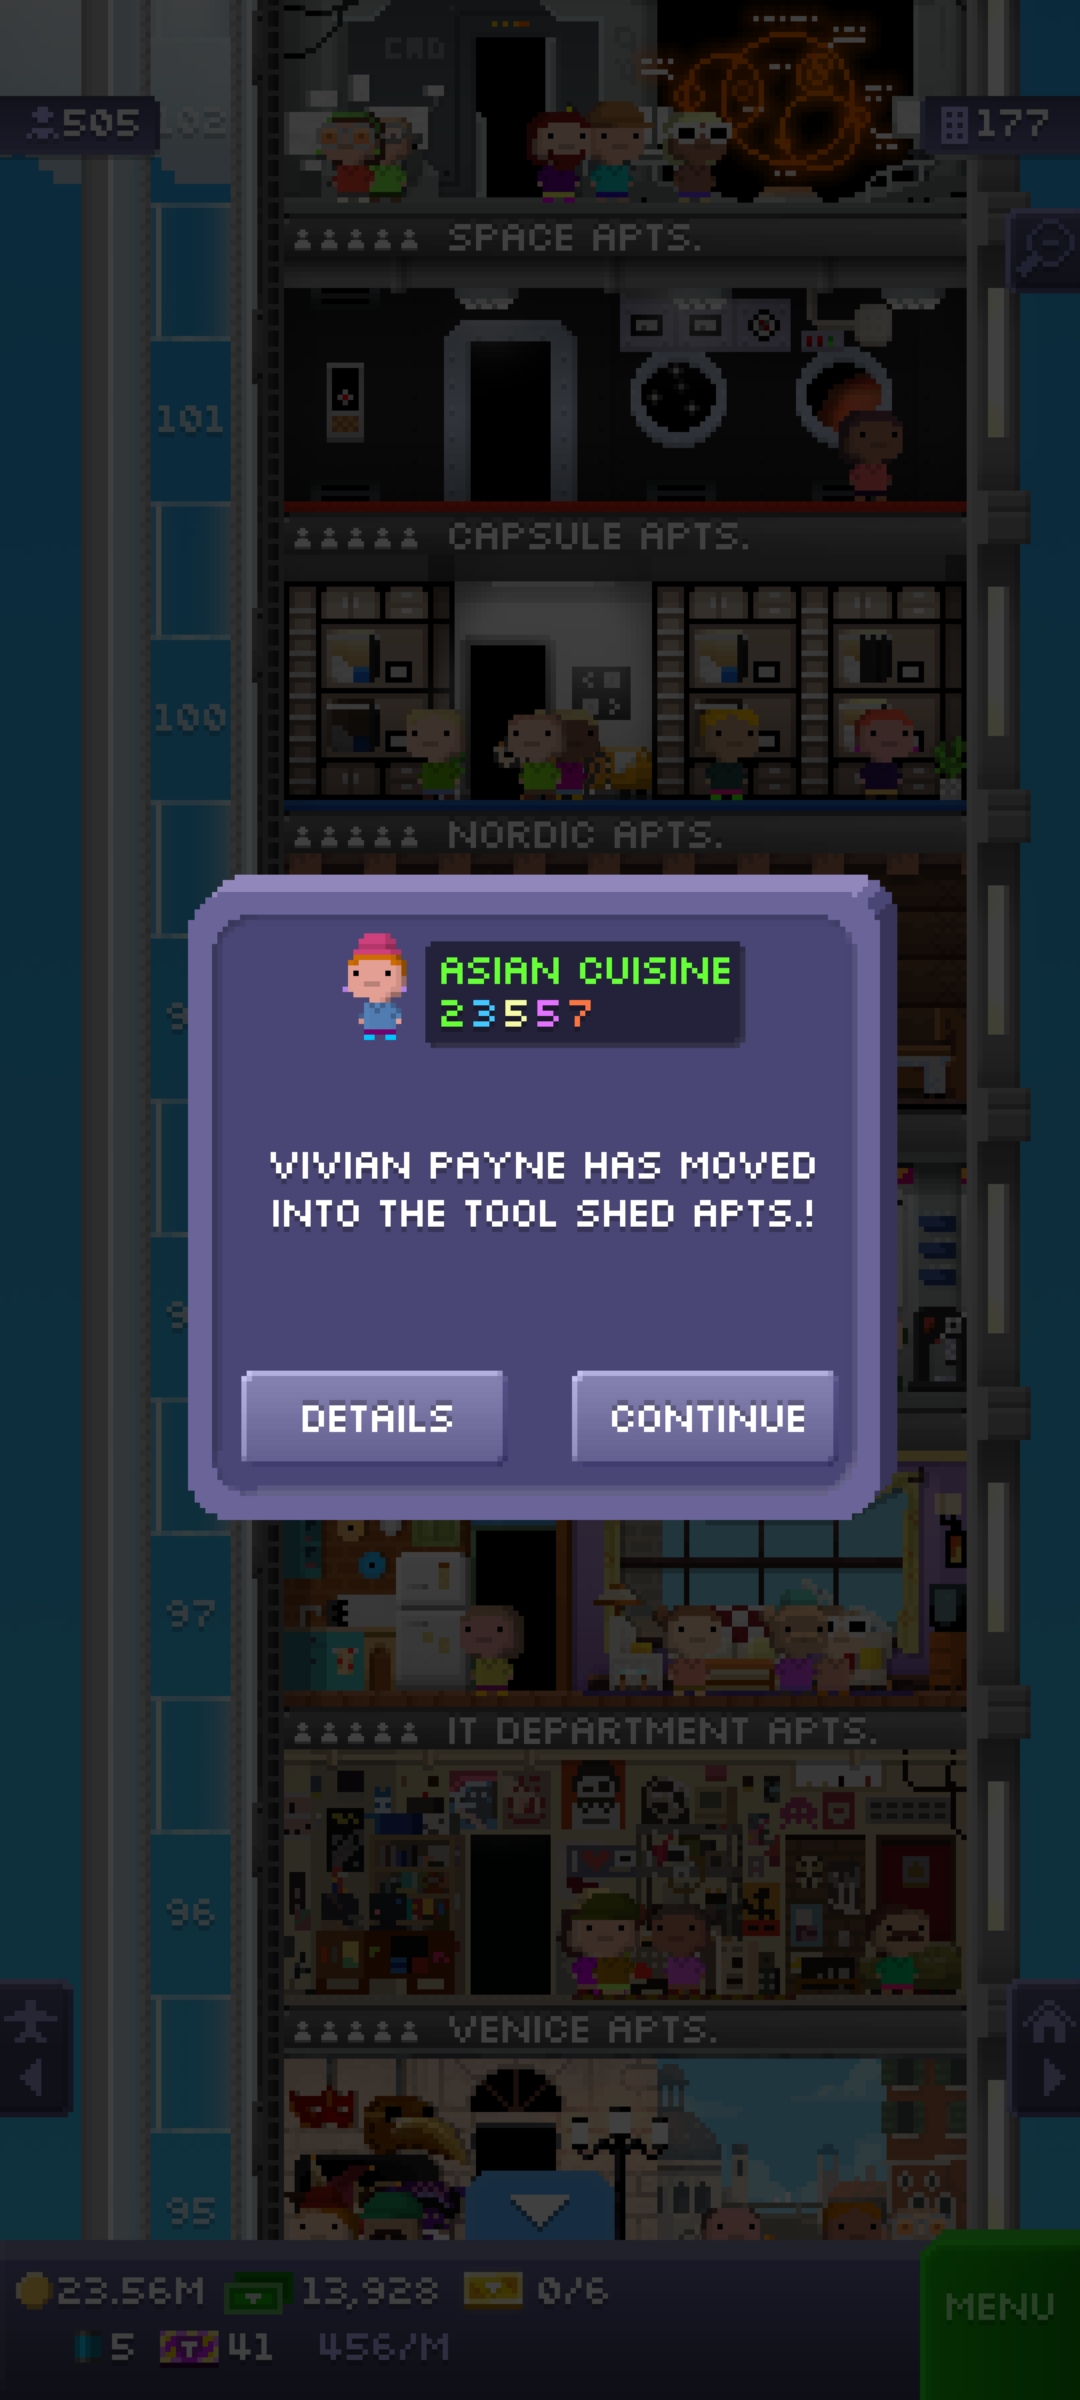 CMD
505
102
177
SPACE APTS.
101
CAPSULE APTS.
100
NORDIC APTS.
ASIAN CUISINE
23557
VIVIAN PAYNE HAS MOVED
INTO THE TOOL SHED APTS.!
DETAILS
CONTINUE
97
IT DEPARTMENT APTS.
96
VENICE APTS.
95
23.56M
13,928
0/6
MENU
5
T
41
456/M